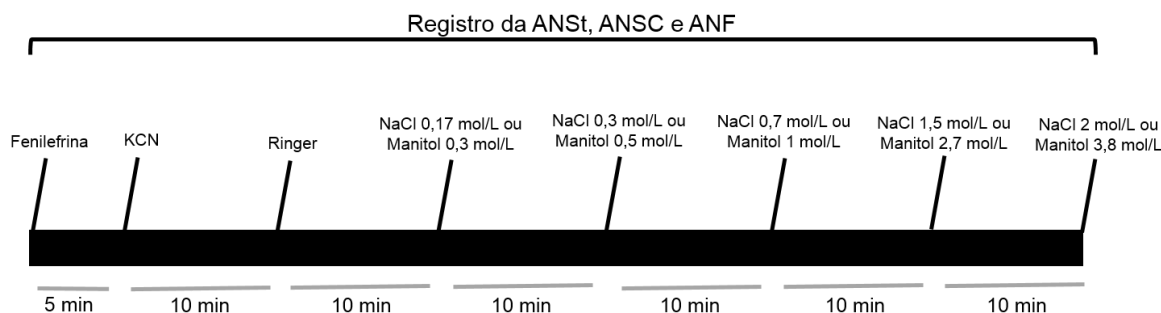 Registro da ANSt, ANSC e ANF
Fenilefrina
KCN
Ringer
NaCl 0,17 mol/L ou
Manitol 0,3 mol/L
NaCl 0,3 mol/L ou
Manitol 0,5 mol/L
NaCl 0,7 mol/L ou
Manitol 1 mol/L
NaCl 1,5 mol/L ou
Manitol 2,7 mol/L
NaCl 2 mol/L ou
Manitol 3,8 mol/L
5 min
10 min
10 min
10 min
10 min
10 min
10 min